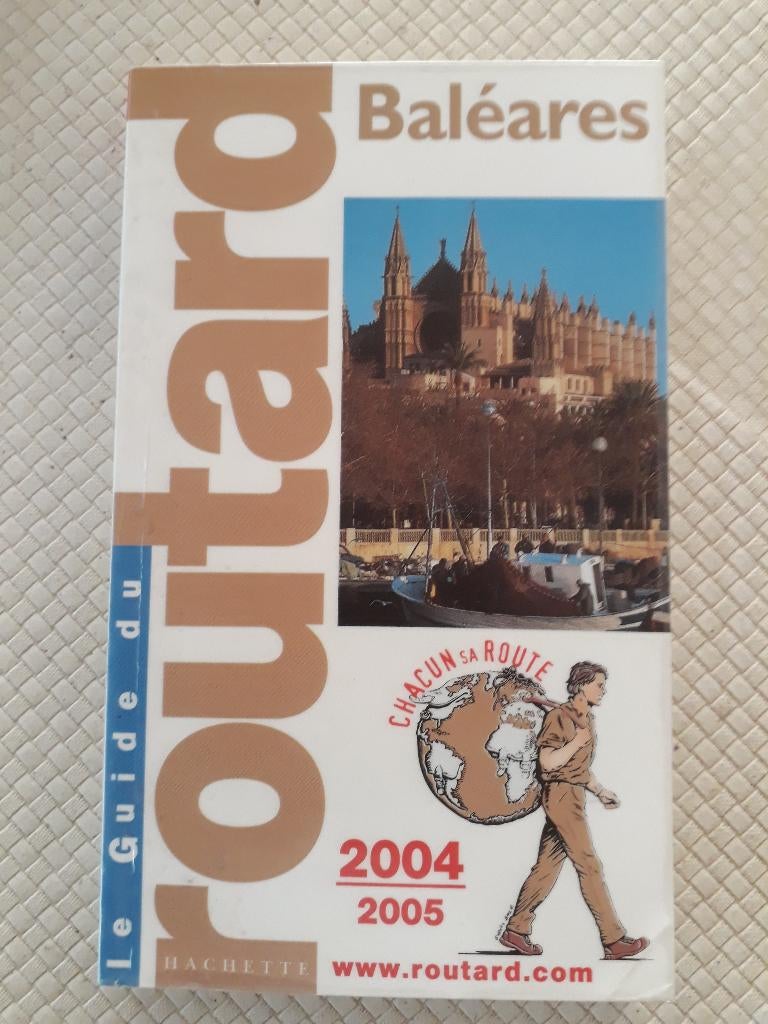 Le Guide du
routard
HACHETTE
Baléares
CHACUN SA ROUTE
2004
2005
www.routard.com